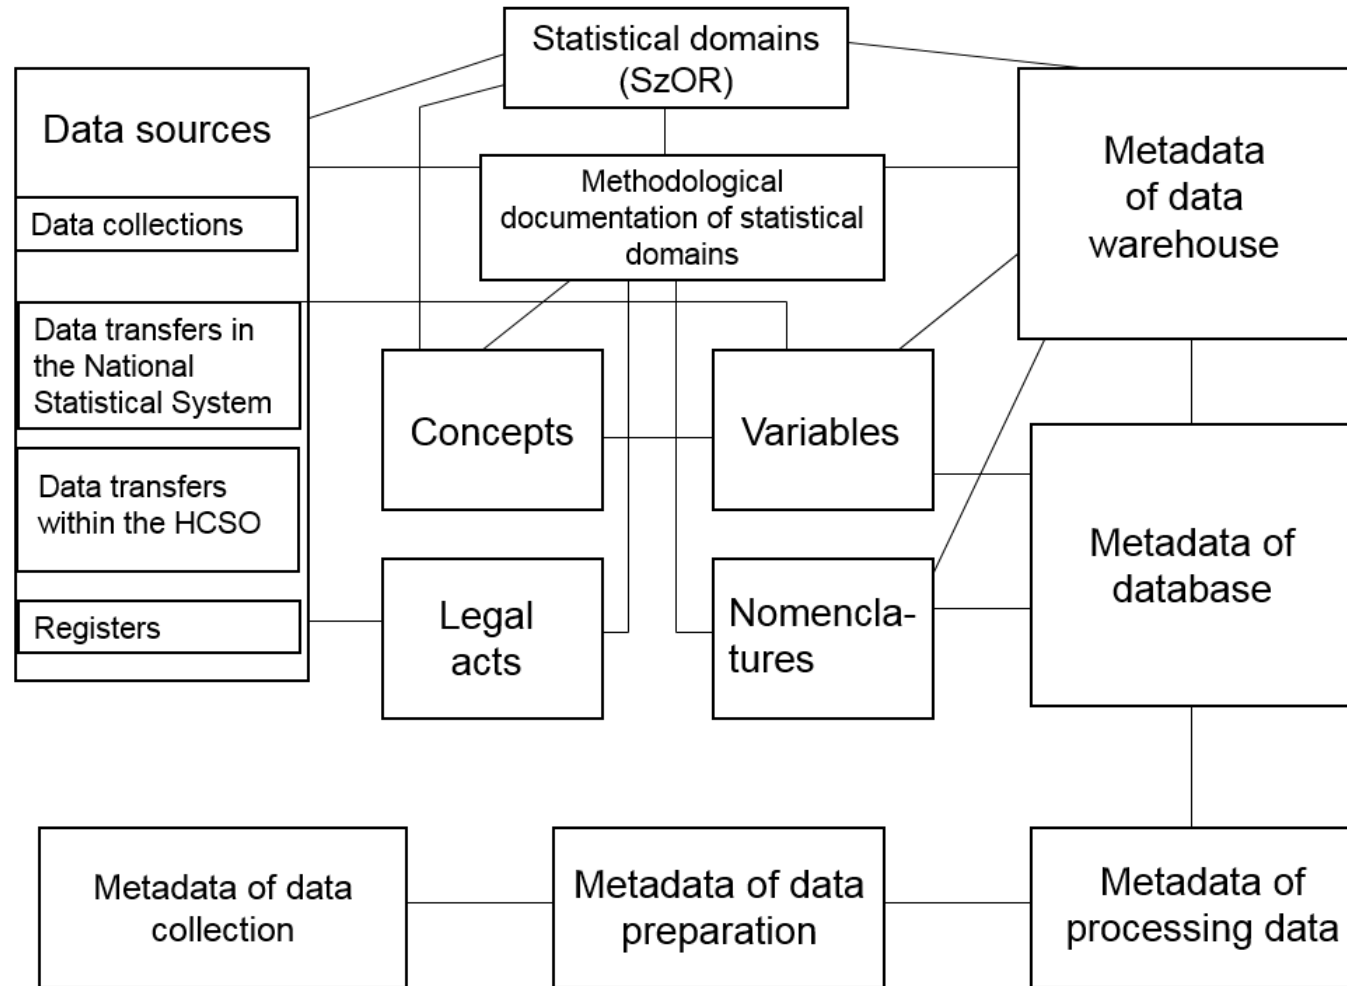 Statistical domains
(SzOR)
Data sources
Data collections
Data transfers in
the National
Statistical System
Data transfers
within the HCSO
Registers
Methodological
documentation of statistical
domains
Metadata
of data
warehouse
Concepts
Variables
Legal
acts
Nomencla-
tures
Metadata of
database
Metadata of data
collection
Metadata of data
preparation
Metadata of
processing data